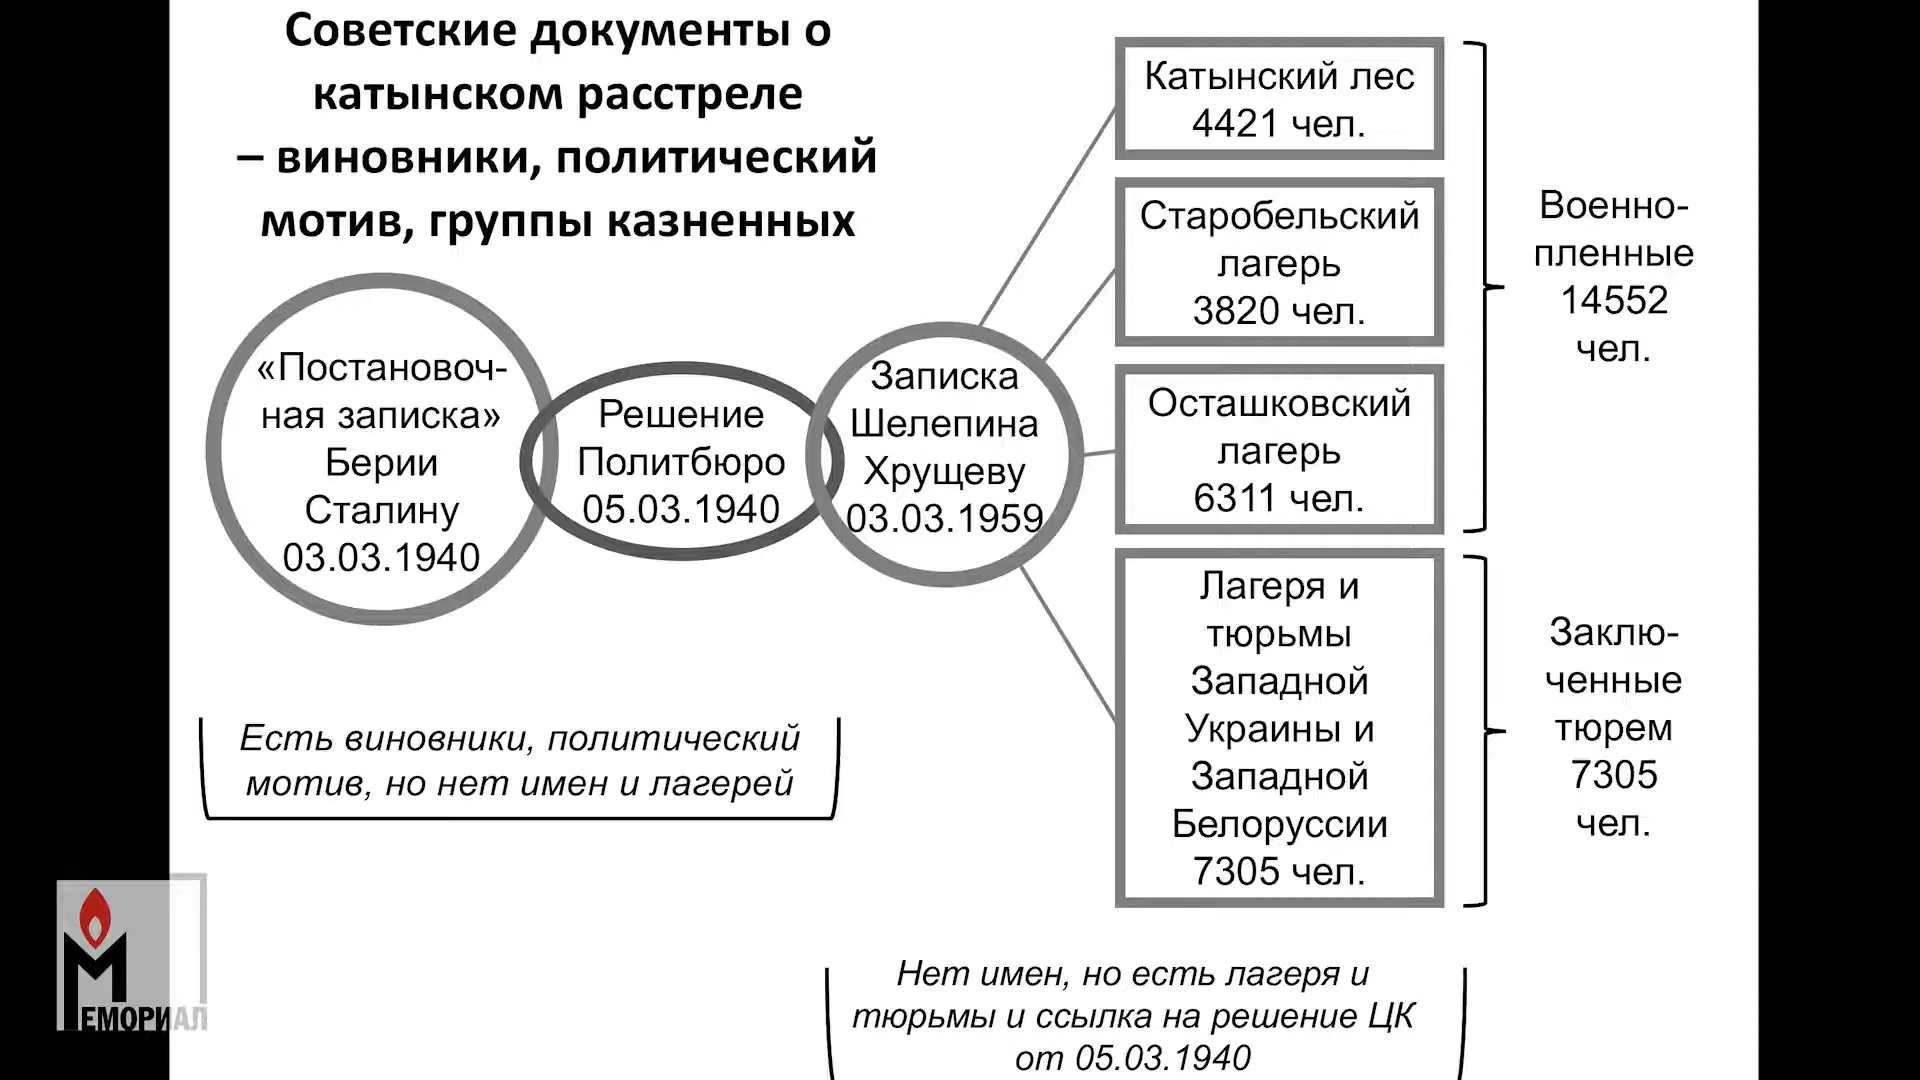 Советские документы о
катынском расстреле
– виновники, политический
мотив, группы казненных
«Постановоч-
ная записка»
Берии
Сталину
03.03.1940
Решение
Политбюро
05.03.1940
Записка
Шелепина
Хрущеву
03.03.1959
Катынский лес
4421 чел.
Старобельский
лагерь
3820 чел.
Осташковский
лагерь
6311 чел.
Лагеря и
тюрьмы
Западной
Украины и
Западной
Белоруссии
7305 чел.
Военно-
пленные
14552
чел.
Заклю-
ченные
тюрем
7305
чел.
Есть виновники, политический
мотив, но нет имен и лагерей
Нет имен, но есть лагеря и
тюрьмы и ссылка на решение ЦК
от 05.03.1940
МЕМОРИАЛ